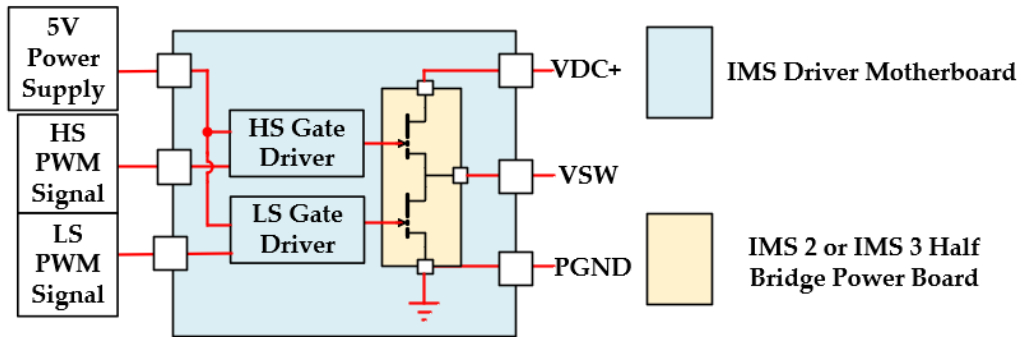 5V
Power
Supply
HS
PWM
Signal
LS
PWM
Signal
HS Gate
Driver
LS Gate
Driver
VDC+
VSW
PGND
IMS Driver Motherboard
IMS 2 or IMS 3 Half
Bridge Power Board